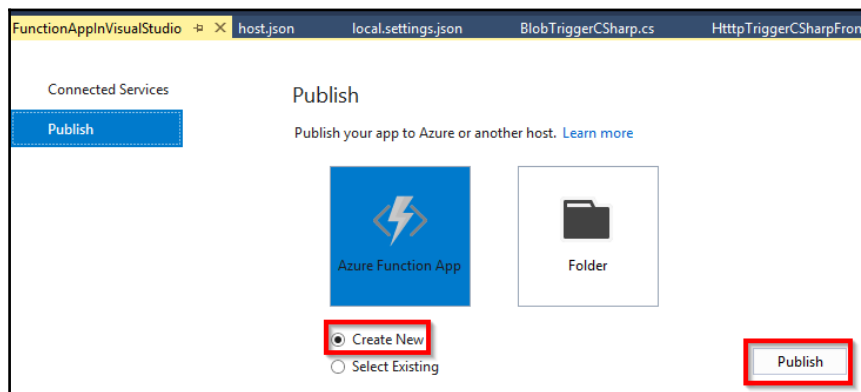 FunctionAppInVisualStudio host.json local.settings.json BlobTriggerCSharp.cs HtttpTriggerCSharpFron
Connected Services
Publish
Publish
Publish your app to Azure or another host. Learn more
Azure Function App
Folder
Create New
Select Existing
Publish